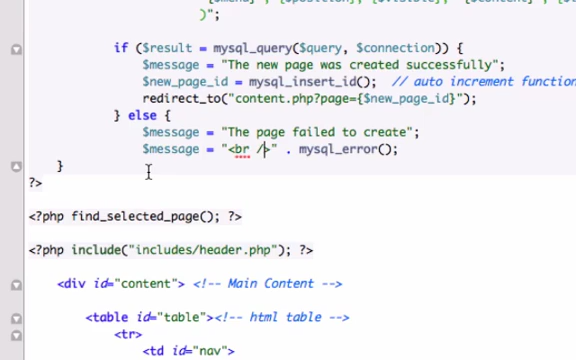 )";
if ($result = mysql_query($query, $connection)) {
$message = "The new page was created successfully";
$new_page_id = mysql_insert_id(); // auto increment function
redirect_to("content.php?page={$new_page_id}");
} else {
$message = "The page failed to create";
$message = "<br />" . mysql_error();
}
?>
<?php find_selected_page(); ?>
<?php include("includes/header.php"); ?>
<div id="content"> <!-- Main Content -->
<table id="table"><!-- html table -->
<tr>
<td id="nav">